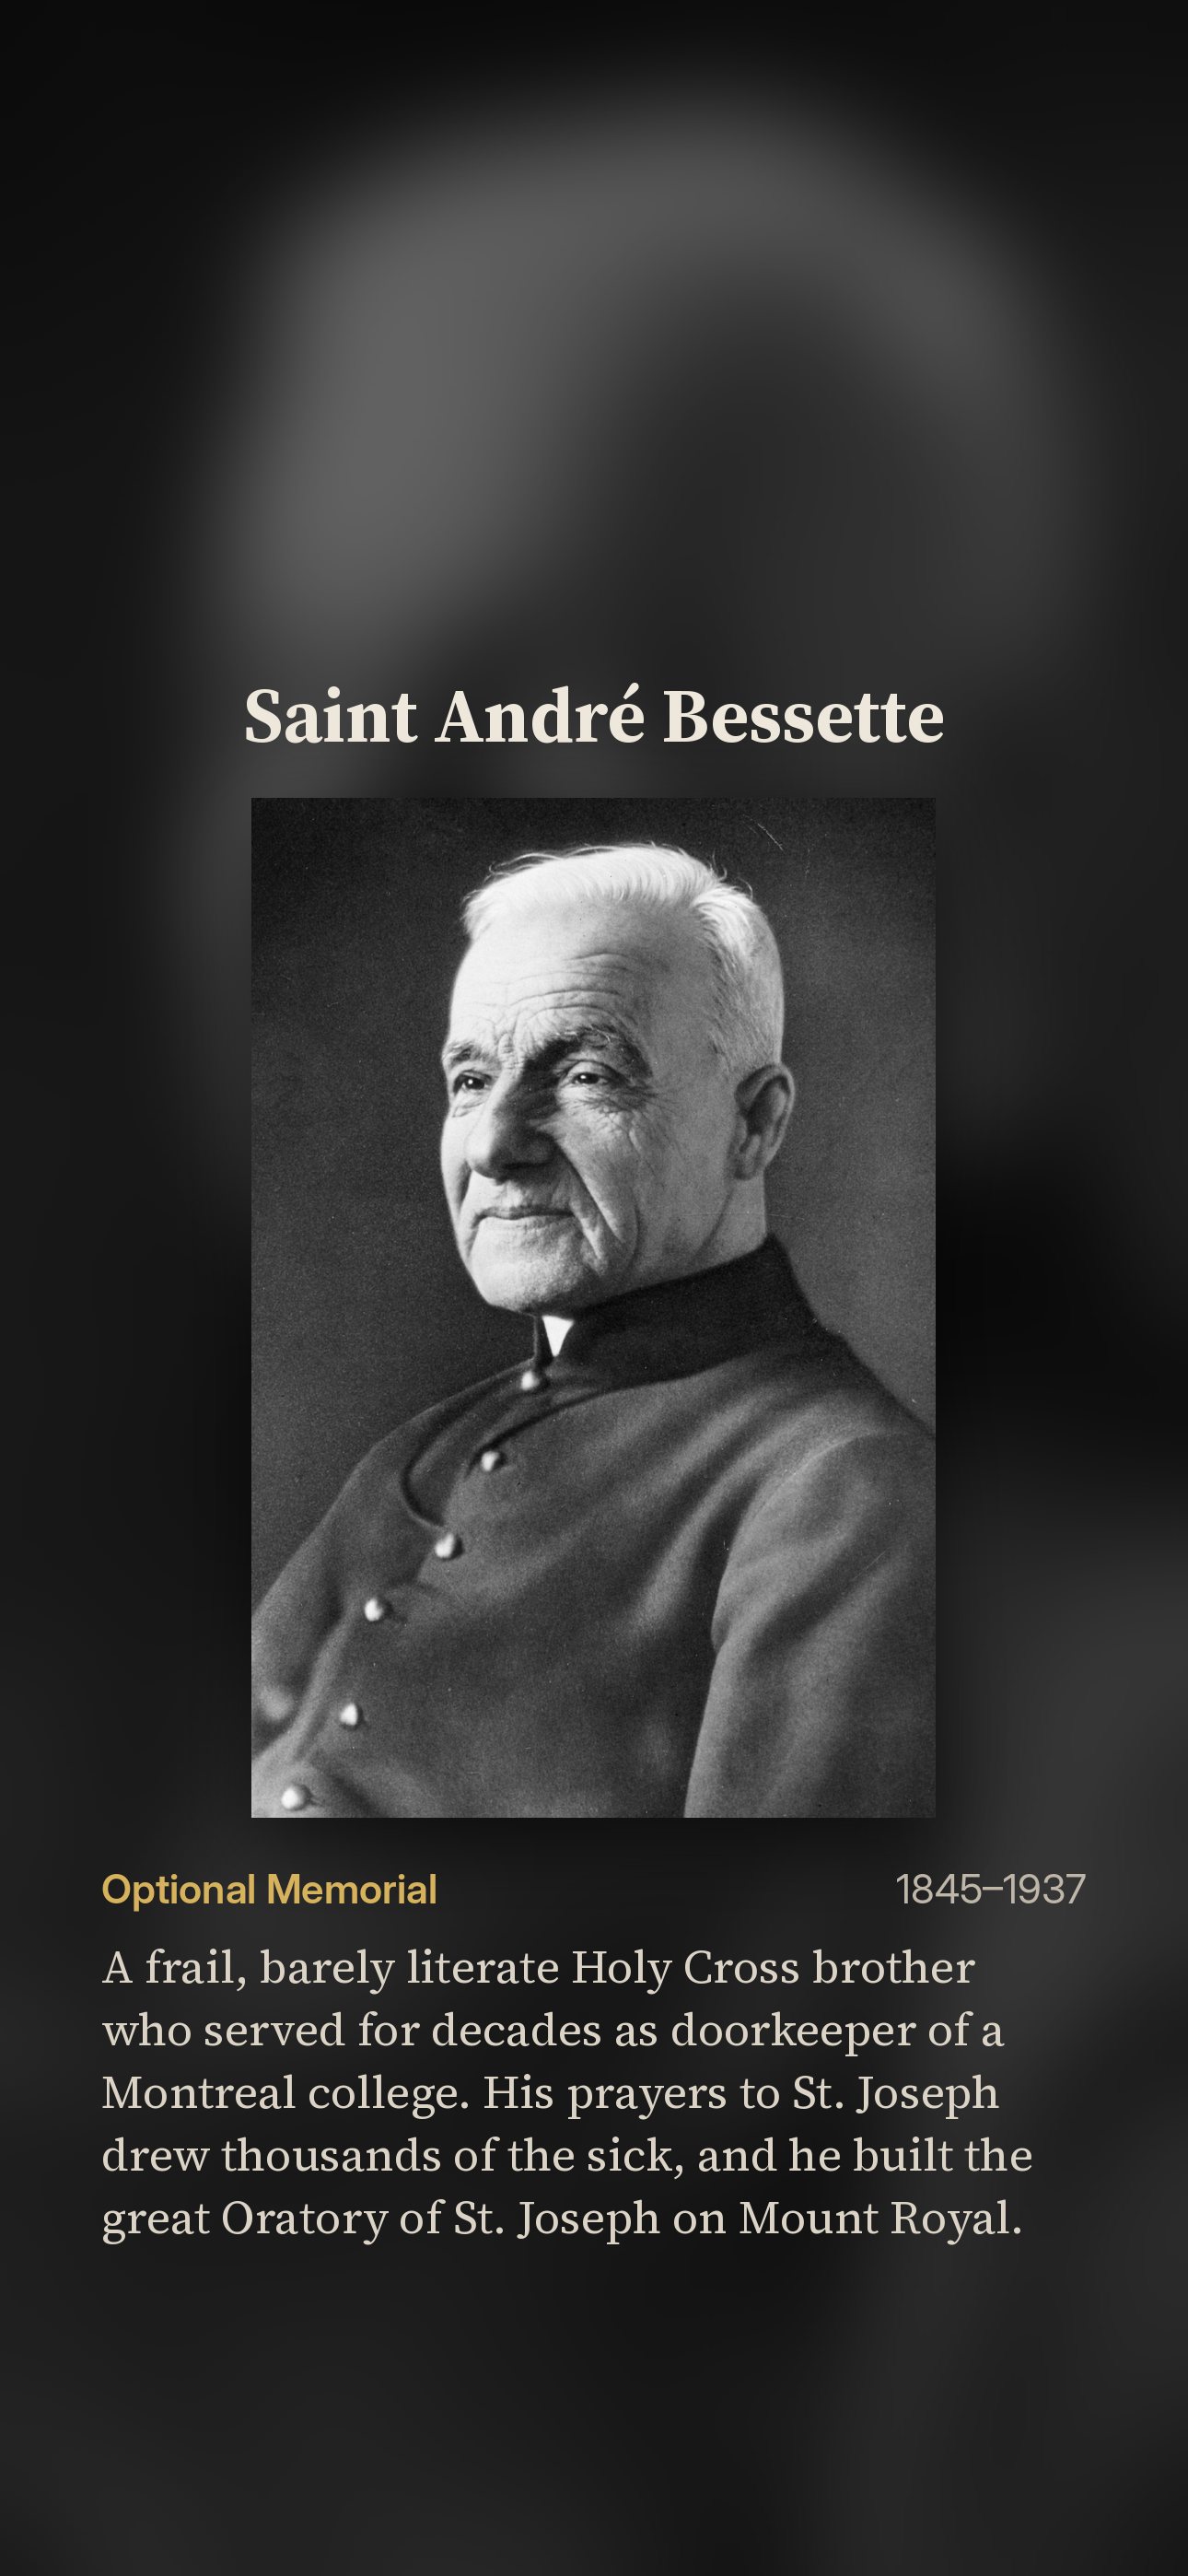 Saint André Bessette
Optional Memorial
1845–1937
A frail, barely literate Holy Cross brother
who served for decades as doorkeeper of a
Montreal college. His prayers to St. Joseph
drew thousands of the sick, and he built the
great Oratory of St. Joseph on Mount Royal.